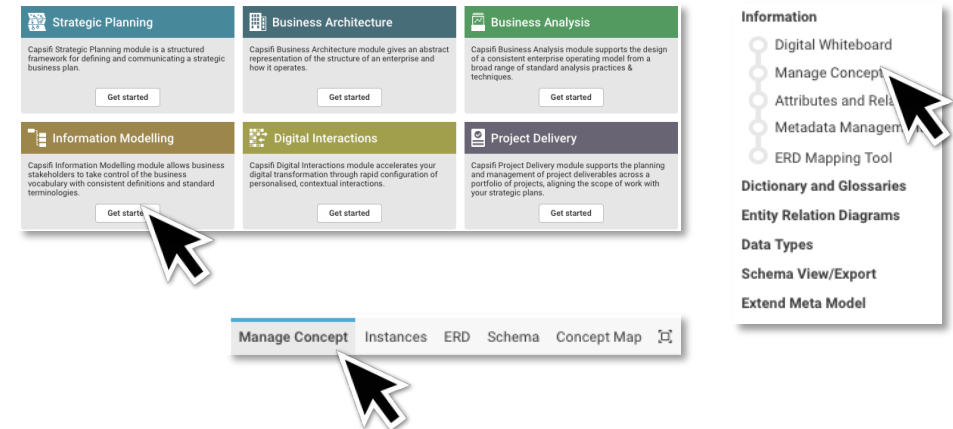 Strategic Planning
Capsifi Strategic Planning module is a structured
framework for defining and communicating a strategic
business plan.
Get started
Business Architecture
Capsifi Business Architecture module gives an abstract
representation of the structure of an enterprise and
how it operates.
Get started
Business Analysis
Capsifi Business Analysis module supports the design
of a consistent enterprise operating model from a
broad range of standard analysis practices &
techniques.
Get started
Information Modelling
Capsifi Information Modelling module allows business
stakeholders to take control of the business
vocabulary with consistent definitions and standard
terminologies.
Get started
Digital Interactions
Capsifi Digital Interactions module accelerates your
digital transformation through rapid configuration of
personalised, contextual interactions.
Get started
Project Delivery
Capsifi Project Delivery module supports the planning
and management of project deliverables across a
portfolio of projects, aligning the scope of work with
your strategic plans.
Get started
Information
Digital Whiteboard
Manage Concept
Attributes and
Metadata
ERD Mapping Tool
Dictionary and Glossaries
Entity Relation Diagrams
Data Types
Schema View/Export
Extend Meta Model
Manage Concept
Instances
ERD
Schema
Concept Map